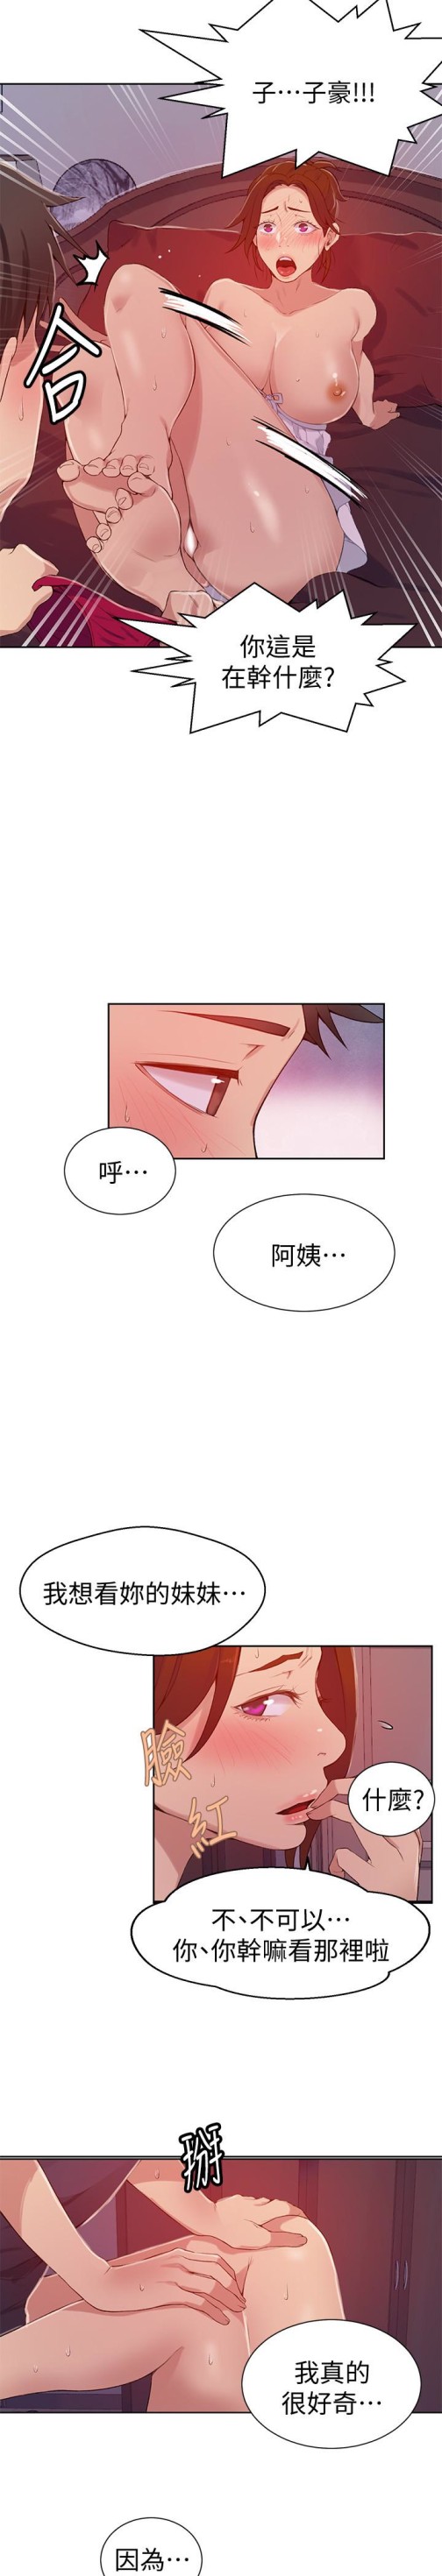 子…子豪!!!
合
你這是
在幹什麼?
呼…
阿姨…
我想看妳的妹妹…
臉紅
什麼?
不、不可以…
你、你幹嘛看那裡啦
掰
我真的
很好奇…
因為…